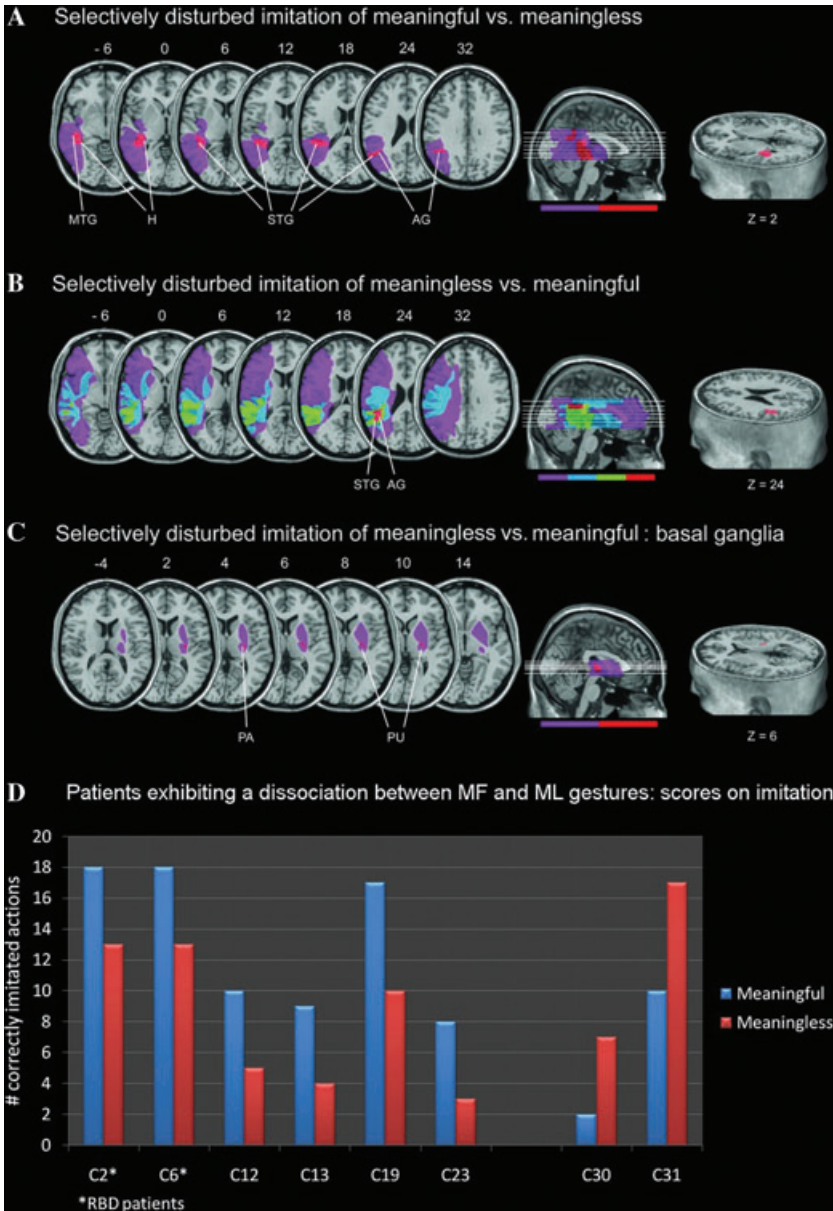 A Selectively disturbed imitation of meaningful vs. meaningless
- 6 0 6 12 18 24 32
MTG H STG AG Z = 2
B Selectively disturbed imitation of meaningless vs. meaningful
- 6 0 6 12 18 24 32
STG AG Z = 24
C Selectively disturbed imitation of meaningless vs. meaningful : basal ganglia
-4 2 4 6 8 10 14
PA PU Z = 6
D Patients exhibiting a dissociation between MF and ML gestures: scores on imitation
# correctly imitated actions
20
18
16
14
12
10
8
6
4
2
0
Meaningful
Meaningless
C2* C6* C12 C13 C19 C23 C30 C31
*RBD patients